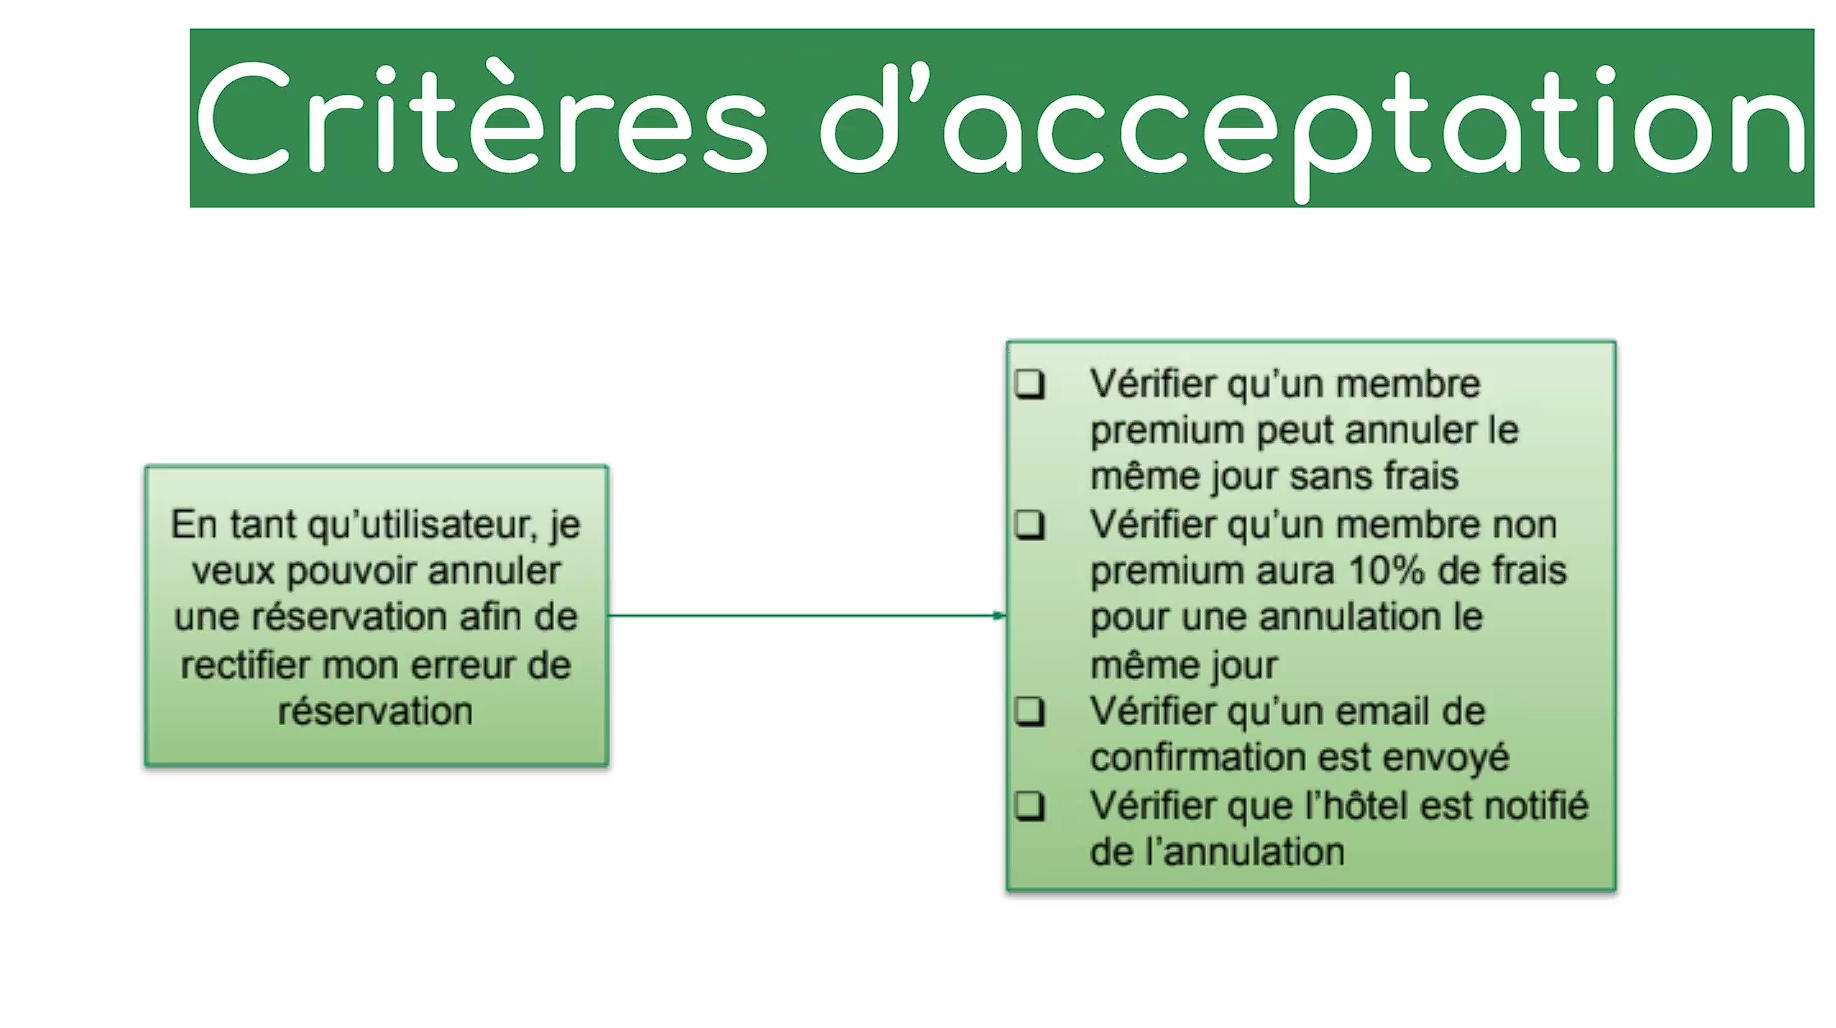 Critères d’acceptation
En tant qu’utilisateur, je
veux pouvoir annuler
une réservation afin de
rectifier mon erreur de
réservation
❑ Vérifier qu’un membre
premium peut annuler le
même jour sans frais
❑ Vérifier qu’un membre non
premium aura 10% de frais
pour une annulation le
même jour
❑ Vérifier qu’un email de
confirmation est envoyé
❑ Vérifier que l’hôtel est notifié
de l’annulation